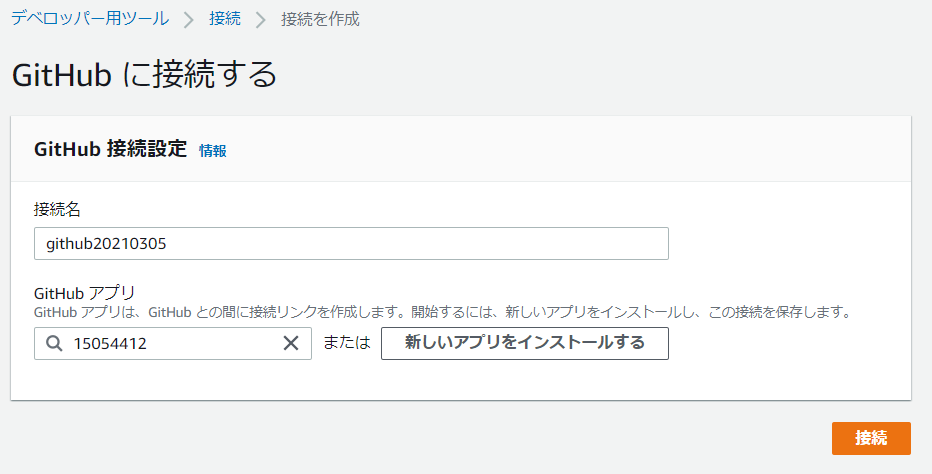 デベロッパー用ツール > 接続 > 接続を作成
GitHub に接続する
GitHub 接続設定 情報
接続名
github20210305
GitHub アプリ
GitHub アプリは、GitHub との間に接続リンクを作成します。開始するには、新しいアプリをインストールし、この接続を保存します。
15054412 または 新しいアプリをインストールする
接続